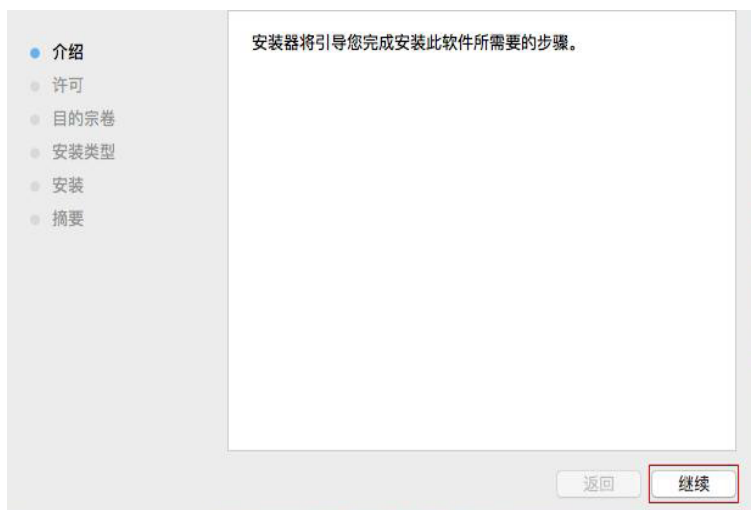 介绍
许可
目的宗卷
安装类型
安装
摘要
安装器将引导您完成安装此软件所需要的步骤。
返回
继续